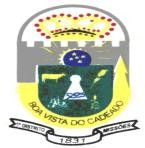 BOA VISTA DO CADEADO
1º DISTRITO
1831
MISSÕES